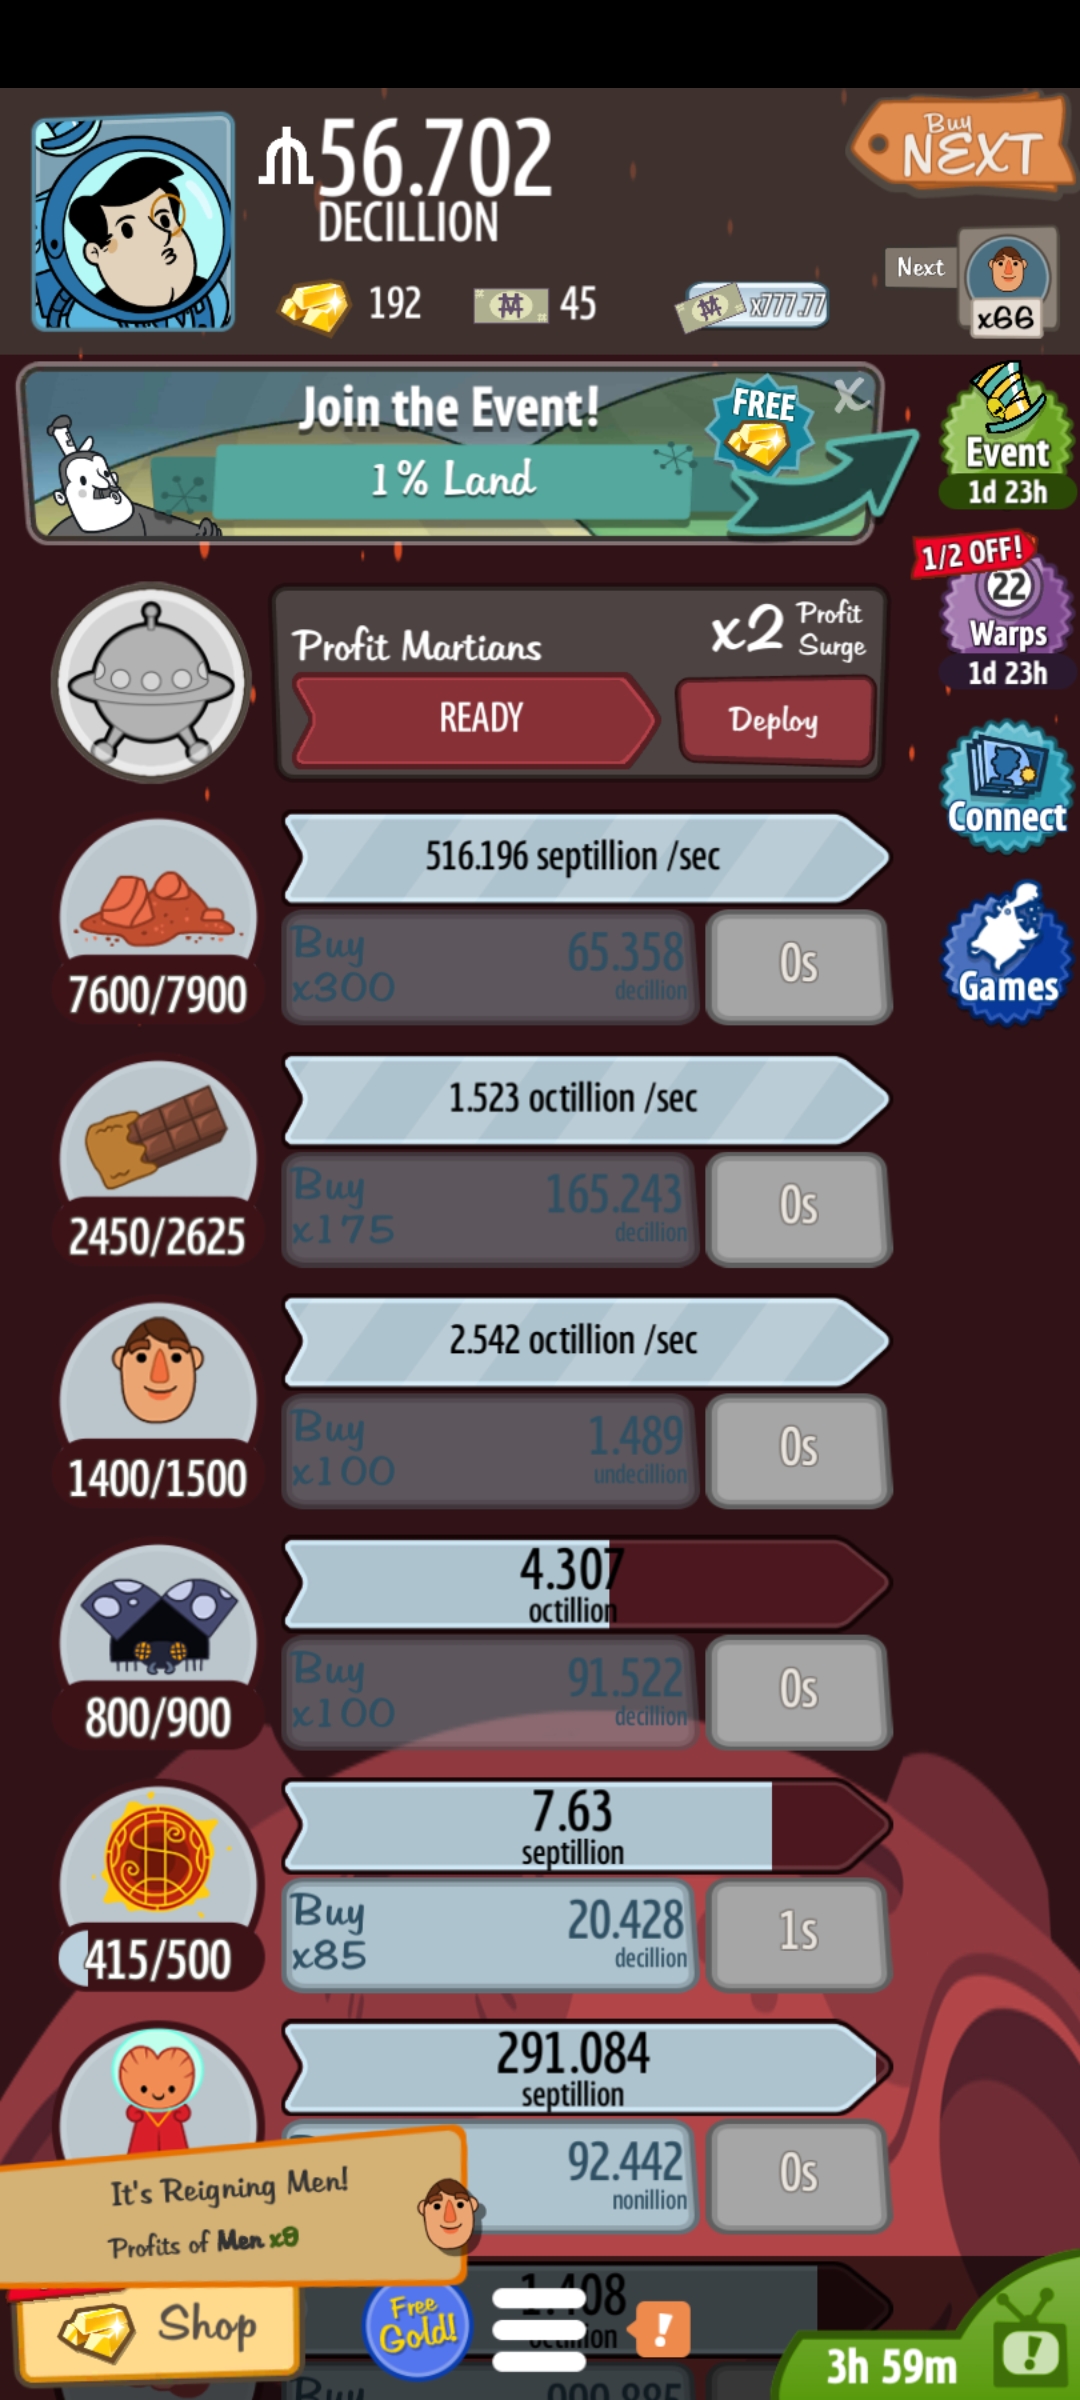 Buy
NEXT
56.702
DECILLION
192
45
x777.77
Next
x66
Join the Event!
FREE
X
1% Land
Event
1d 23h
1/2 OFF!
22
Warps
1d 23h
Profit Martians
x2 Profit
Surge
READY
Deploy
Connect
516.196 septillion /sec
Buy
x300
65.358
decillion
0s
7600/7900
Games
1.523 octillion /sec
Buy
x175
165.243
decillion
0s
2450/2625
2.542 octillion /sec
Buy
x100
1.489
undecillion
0s
1400/1500
4.307
octillion
Buy
x100
91.522
decillion
0s
800/900
7.63
septillion
Buy
x85
20.428
decillion
1s
415/500
291.084
septillion
92.442
nonillion
0s
It's Reigning Men!
Profits of Men x9
Shop
Free
Gold!
!
3h 59m
!
Buy